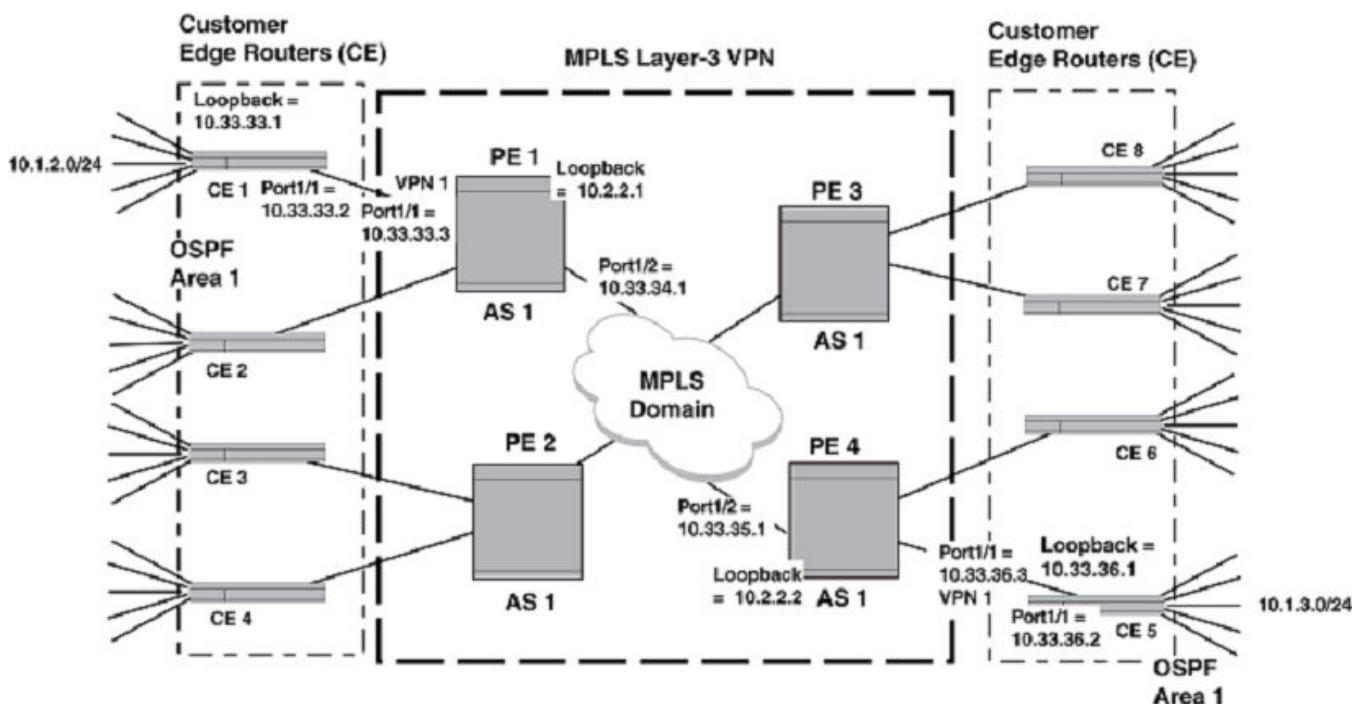 Customer
Edge Routers (CE)
MPLS Layer-3 VPN
Customer
Edge Routers (CE)
Loopback =
10.33.33.1
10.1.2.0/24
CE 1
Port1/1 =
10.33.33.2
VPN 1
Port1/1 =
10.33.33.3
PE 1
Loopback
= 10.2.2.1
AS 1
Port1/2 =
10.33.34.1
OSPF
Area 1
CE 2
CE 3
CE 4
PE 2
AS 1
MPLS
Domain
PE 3
AS 1
CE 8
CE 7
CE 6
PE 4
Port1/2 =
10.33.35.1
Loopback
= 10.2.2.2
AS 1
Port1/1 =
10.33.36.3
VPN 1
Loopback =
10.33.36.1
Port1/1 =
10.33.36.2
CE 5
10.1.3.0/24
OSPF
Area 1